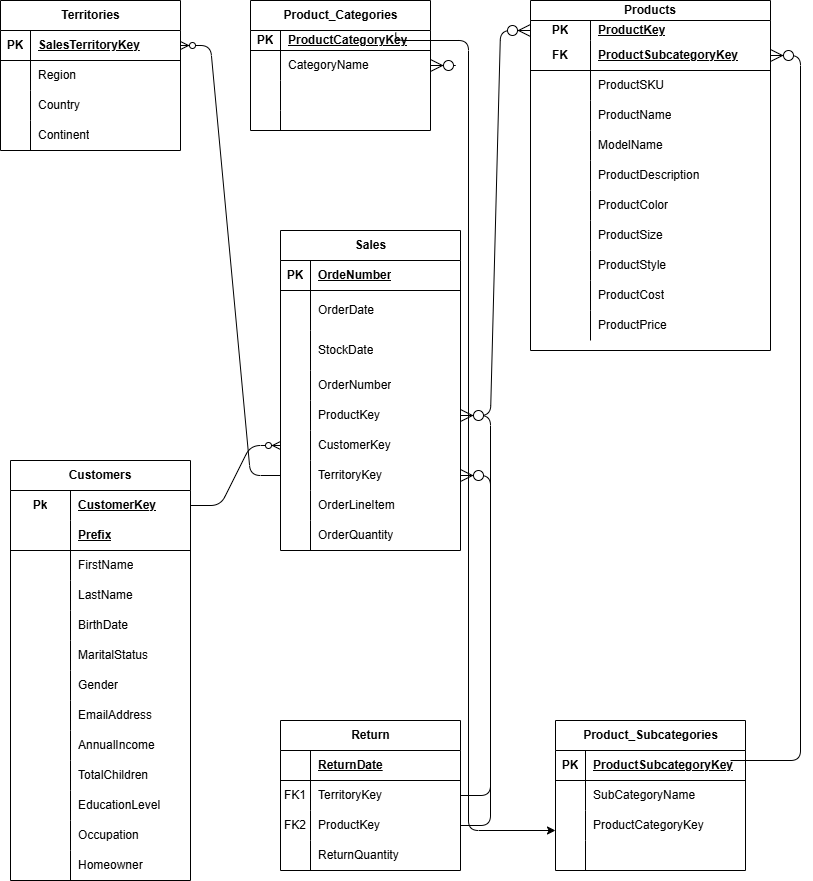 Territories
PK SalesTerritoryKey
Region
Country
Continent
Product_Categories
PK ProductCategoryKey
CategoryName
Products
PK ProductKey
FK ProductSubcategoryKey
ProductSKU
ProductName
ModelName
ProductDescription
ProductColor
ProductSize
ProductStyle
ProductCost
ProductPrice
Sales
PK OrdeNumber
OrderDate
StockDate
OrderNumber
ProductKey
CustomerKey
TerritoryKey
OrderLineItem
OrderQuantity
Customers
Pk CustomerKey
Prefix
FirstName
LastName
BirthDate
MaritalStatus
Gender
EmailAddress
AnnualIncome
TotalChildren
EducationLevel
Occupation
Homeowner
Return
ReturnDate
FK1 TerritoryKey
FK2 ProductKey
ReturnQuantity
Product_Subcategories
PK ProductSubcategoryKey
SubCategoryName
ProductCategoryKey